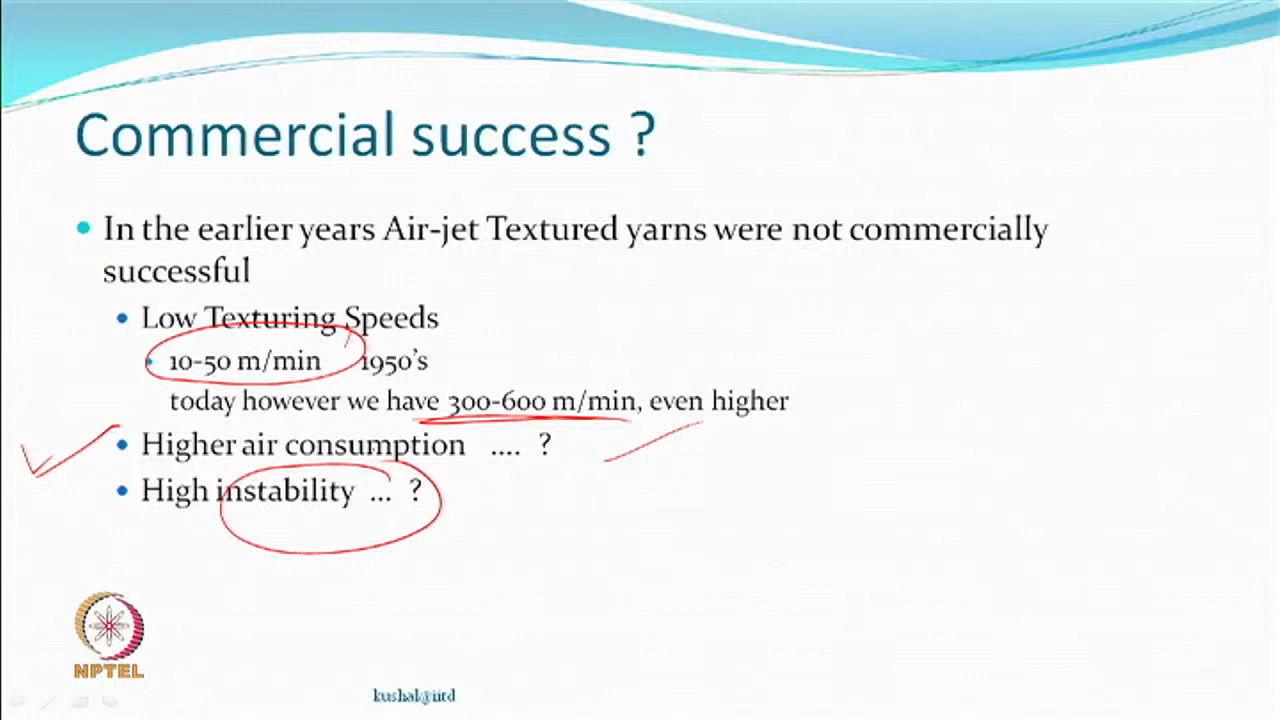 Commercial success ?
In the earlier years Air-jet Textured yarns were not commercially
successful
Low Texturing Speeds
10-50 m/min 1950's
today however we have 300-600 m/min, even higher
Higher air consumption .... ?
High instability ... ?
NPTEL
kushal@iitd